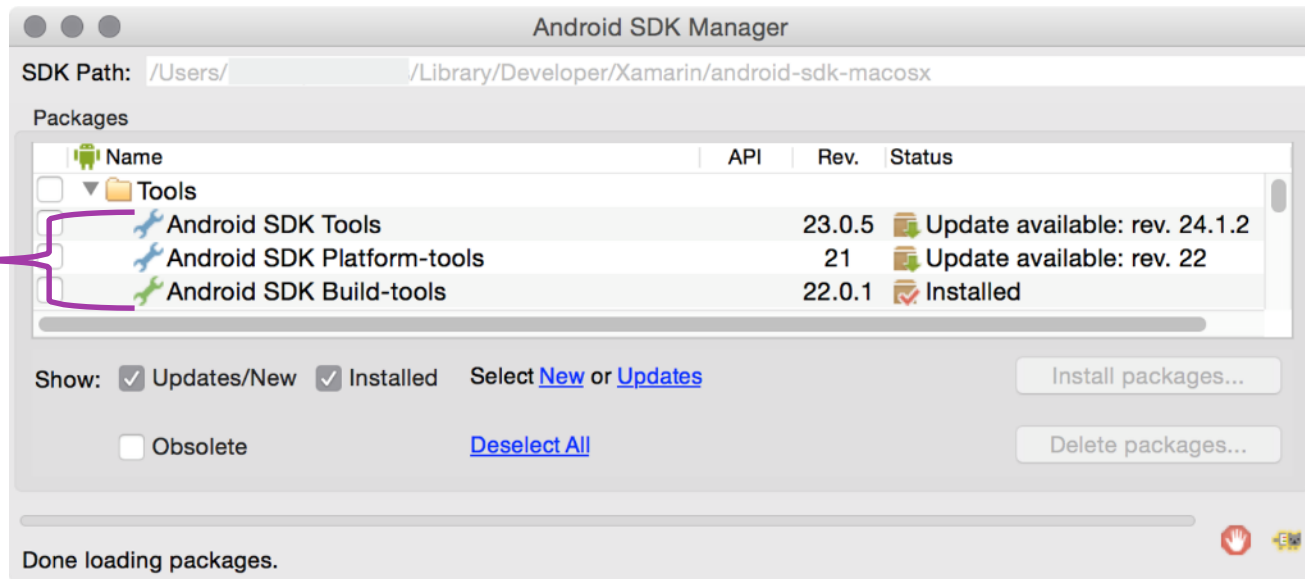 Android SDK Manager
SDK Path: /Users/ /Library/Developer/Xamarin/android-sdk-macosx
Packages
Name API Rev. Status
Tools
Android SDK Tools 23.0.5 Update available: rev. 24.1.2
Android SDK Platform-tools 21 Update available: rev. 22
Android SDK Build-tools 22.0.1 Installed
Show: Updates/New Installed Select New or Updates Install packages...
Obsolete Deselect All Delete packages...
Done loading packages.